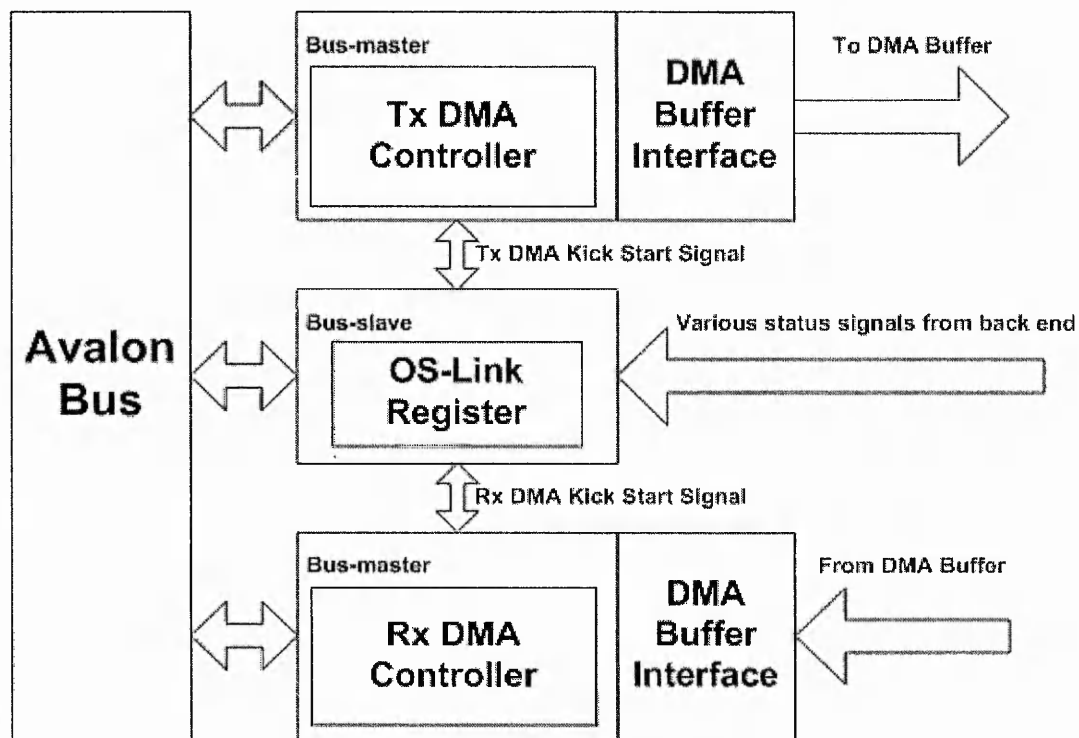 Bus-master
Tx DMA
Controller
DMA
Buffer
Interface
To DMA Buffer
Tx DMA Kick Start Signal
Avalon
Bus
Bus-slave
OS-Link
Register
Various status signals from back end
Rx DMA Kick Start Signal
Bus-master
Rx DMA
Controller
DMA
Buffer
Interface
From DMA Buffer